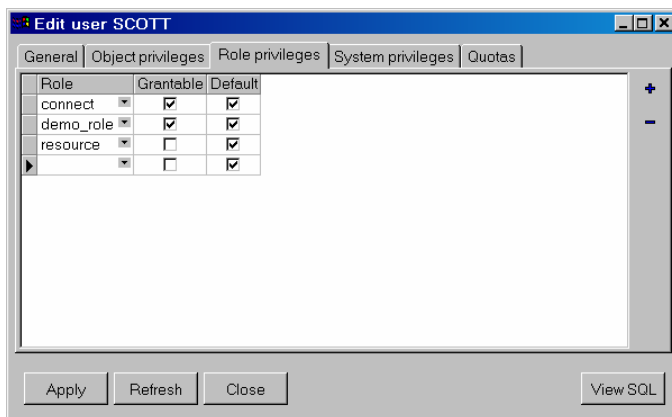 Edit user SCOTT
General Object privileges Role privileges System privileges Quotas
Role Grantable Default
connect
demo_role
resource
Apply Refresh Close View SQL